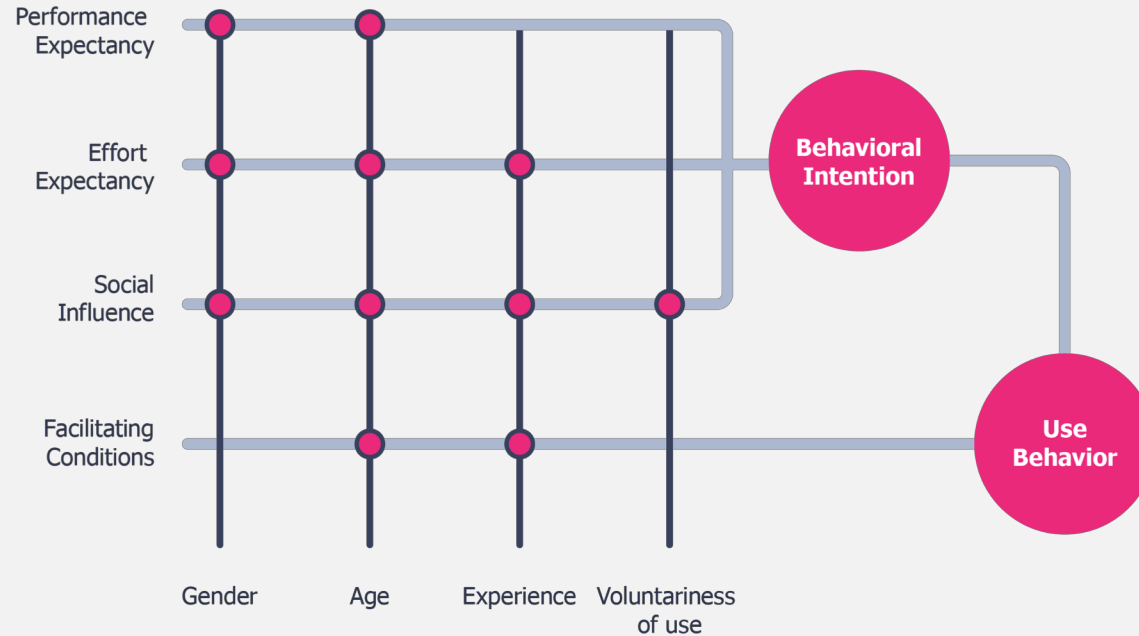 Performance
Expectancy
Effort
Expectancy
Behavioral
Intention
Social
Influence
Facilitating
Conditions
Use
Behavior
Gender
Age
Experience
Voluntariness
of use